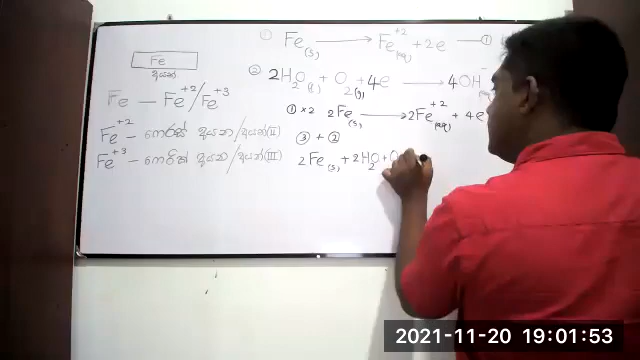 Fe
අයන්
Fe — Fe⁺²/Fe⁺³
Fe⁺² – ෆෙරස් අයන/අයන්(II)
Fe⁺³ – ෆෙරික් අයන/අයන්(III)
① Fe(s) ⟶ Fe⁺²(aq) + 2e —①
② 2H₂O(l) + O₂(g) + 4e ⟶ 4OH⁻
①×2 2Fe(s) ⟶ 2Fe⁺²(aq) + 4e
③ + ②
2Fe(s) + 2H₂O + O
2021-11-20 19:01:53